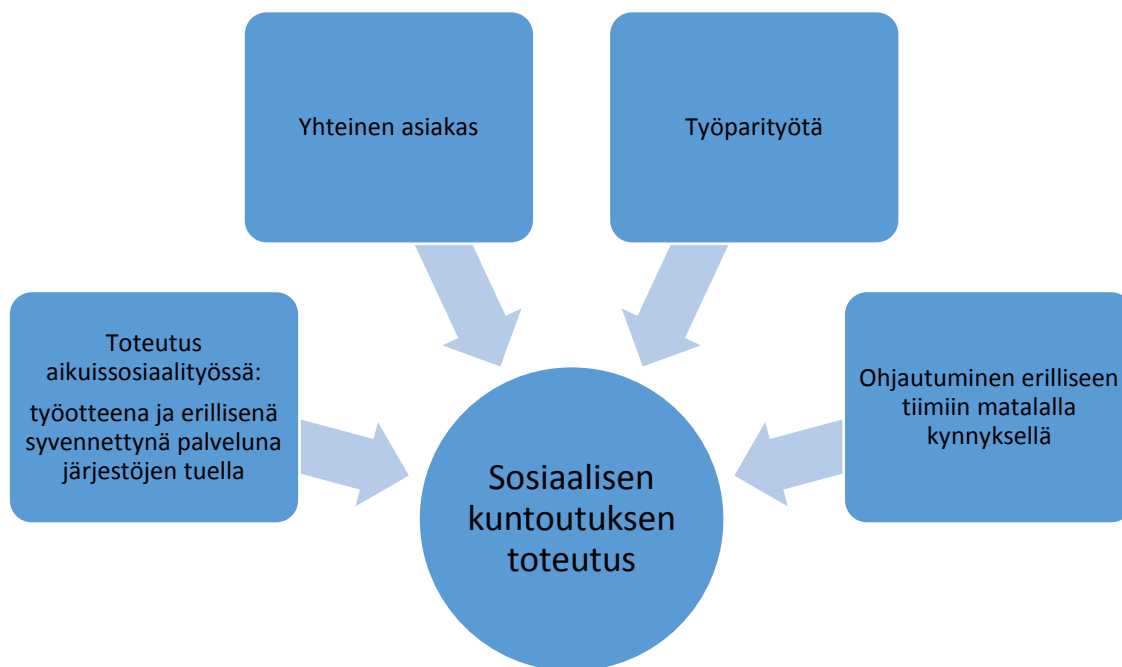 Yhteinen asiakas
Työparityötä
Toteutus
aikuissosiaalityössä:
työotteena ja erillisenä
syvennettynä palveluna
järjestöjen tuella
Ohjautuminen erilliseen
tiimiin matalalla
kynnyksellä
Sosiaalisen
kuntoutuksen
toteutus